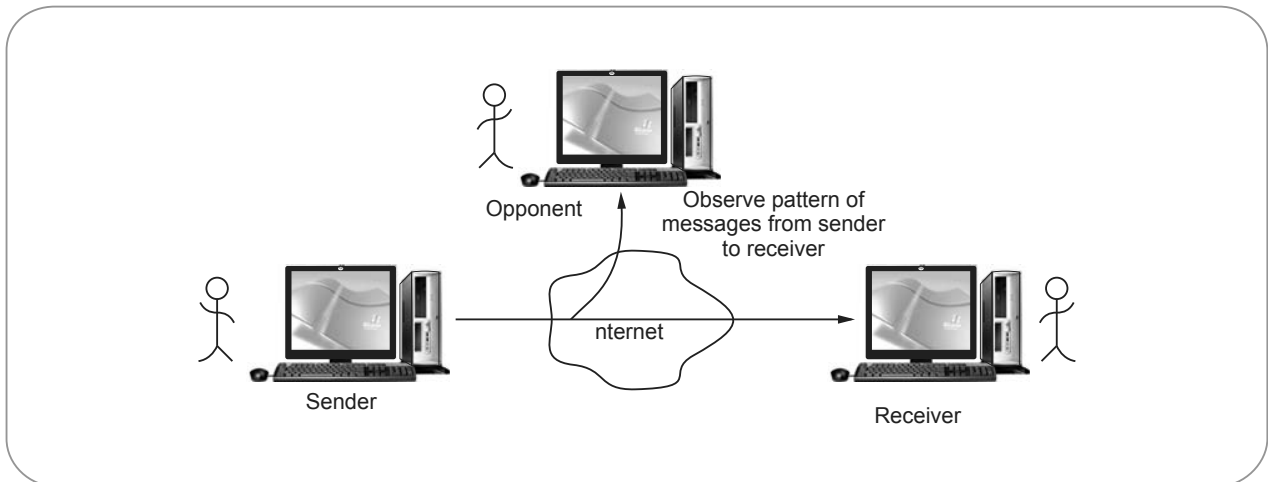 Opponent
Observe pattern of
messages from sender
to receiver
nternet
Sender
Receiver